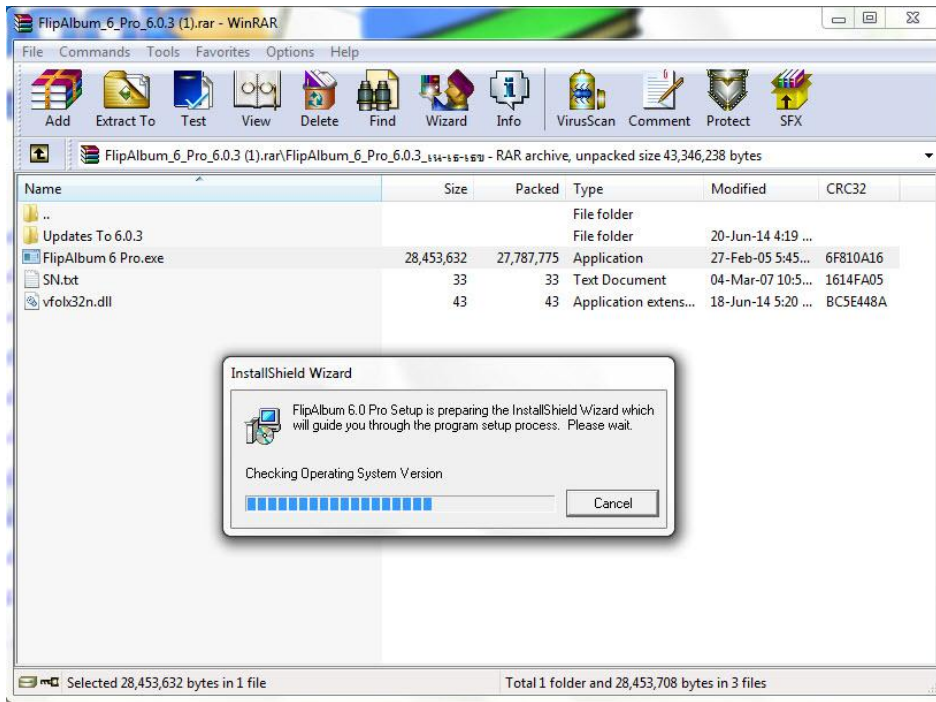 FlipAlbum_6_Pro_6.0.3 (1).rar - WinRAR
File Commands Tools Favorites Options Help
Add Extract To Test View Delete Find Wizard Info VirusScan Comment Protect SFX
FlipAlbum_6_Pro_6.0.3 (1).rar\FlipAlbum_6_Pro_6.0.3_ - RAR archive, unpacked size 43,346,238 bytes
Name Size Packed Type Modified CRC32
.. File folder
Updates To 6.0.3 File folder 20-Jun-14 4:19 ...
FlipAlbum 6 Pro.exe 28,453,632 27,787,775 Application 27-Feb-05 5:45... 6F810A16
SN.txt 33 33 Text Document 04-Mar-07 10:5... 1614FA05
vfolx32n.dll 43 43 Application extens... 18-Jun-14 5:20 ... BC5E448A
InstallShield Wizard
FlipAlbum 6.0 Pro Setup is preparing the InstallShield Wizard which
will guide you through the program setup process. Please wait.
Checking Operating System Version
Cancel
Selected 28,453,632 bytes in 1 file Total 1 folder and 28,453,708 bytes in 3 files